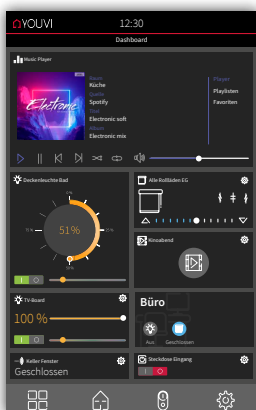 YOUVI
12:30
Dashboard
Music Player
Electronic
Raum
Küche
Quelle
Spotify
Titel
Electronic soft
Album
Electronic mix
Player
Playlisten
Favoriten
Deckenleuchte Bad
51%
Alle Rollläden EG
Kinoabend
TV-Board
100 %
Büro
Aus
Geschlossen
Keller Fenster
Geschlossen
Steckdose Eingang